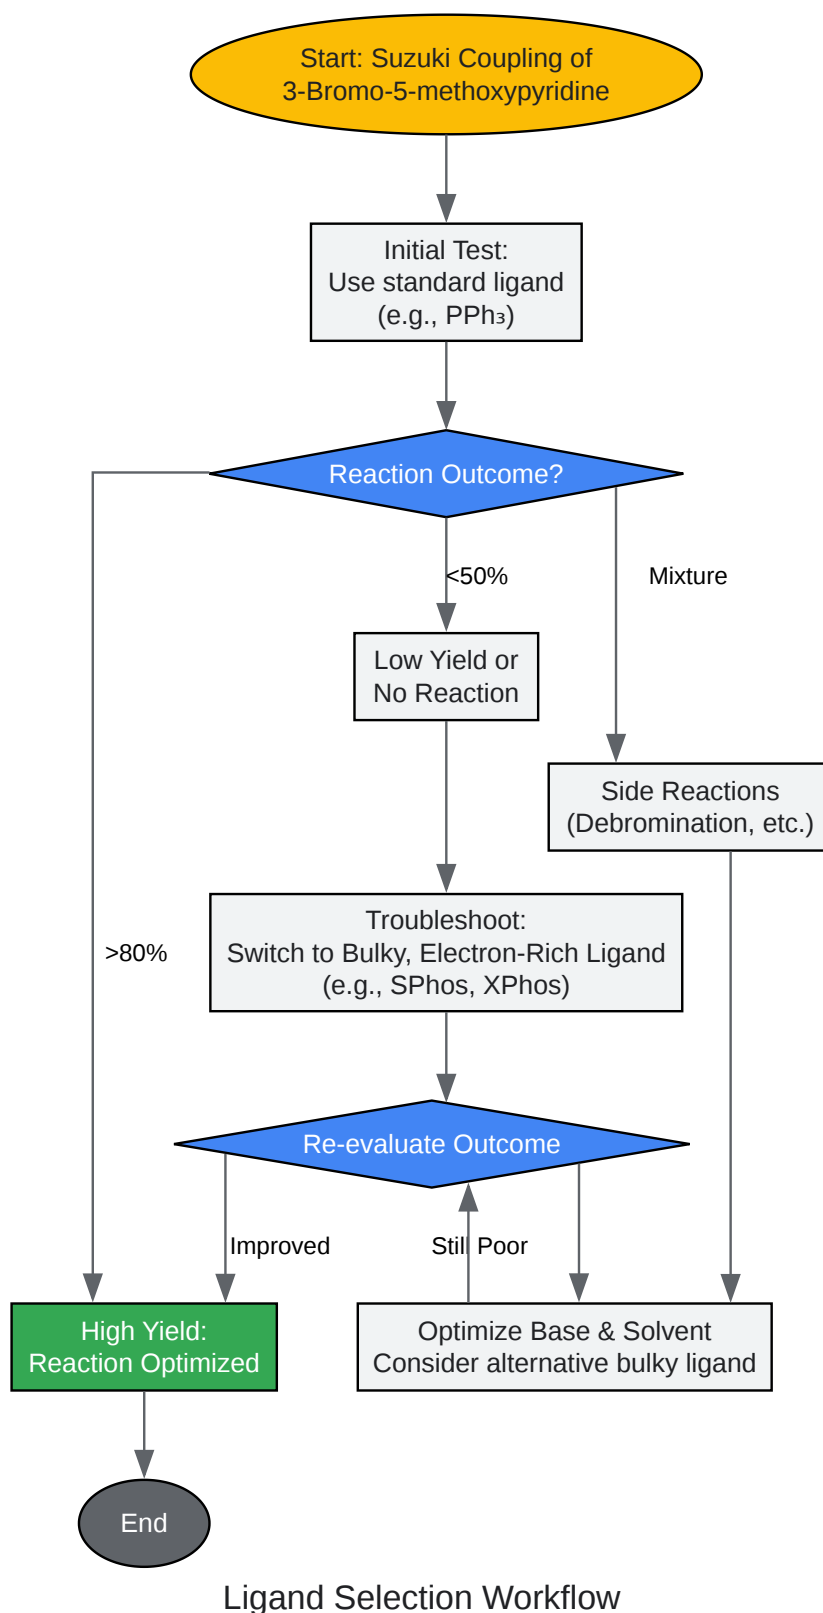 Start: Suzuki Coupling of
3-Bromo-5-methoxypyridine
Initial Test:
Use standard ligand
(e.g., PPh₃)
Reaction Outcome?
<50%
Mixture
Low Yield or
No Reaction
Side Reactions
(Debromination, etc.)
Troubleshoot:
Switch to Bulky, Electron-Rich Ligand
(e.g., SPhos, XPhos)
>80%
Re-evaluate Outcome
Improved
Still Poor
High Yield:
Reaction Optimized
Optimize Base & Solvent
Consider alternative bulky ligand
End
Ligand Selection Workflow